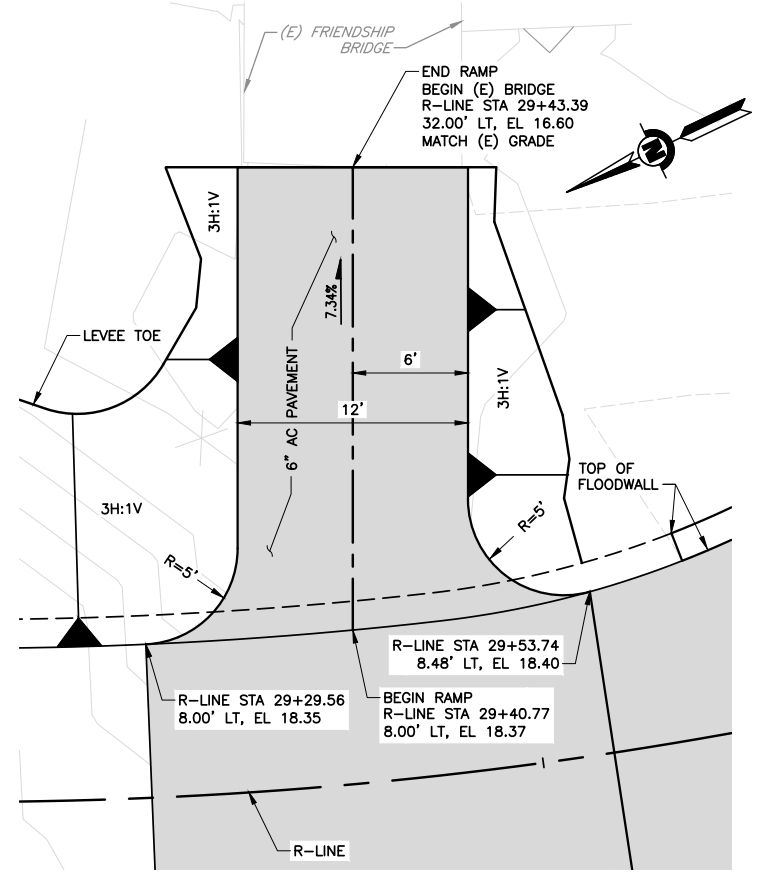 (E) FRIENDSHIP
BRIDGE
END RAMP
BEGIN (E) BRIDGE
R-LINE STA 29+43.39
32.00' LT, EL 16.60
MATCH (E) GRADE
N
3H:1V
7.34%
LEVEE TOE
6" AC PAVEMENT
6'
12'
3H:1V
3H:1V
TOP OF
FLOODWALL
R=5'
R=5'
R-LINE STA 29+53.74
8.48' LT, EL 18.40
R-LINE STA 29+29.56
8.00' LT, EL 18.35
BEGIN RAMP
R-LINE STA 29+40.77
8.00' LT, EL 18.37
R-LINE